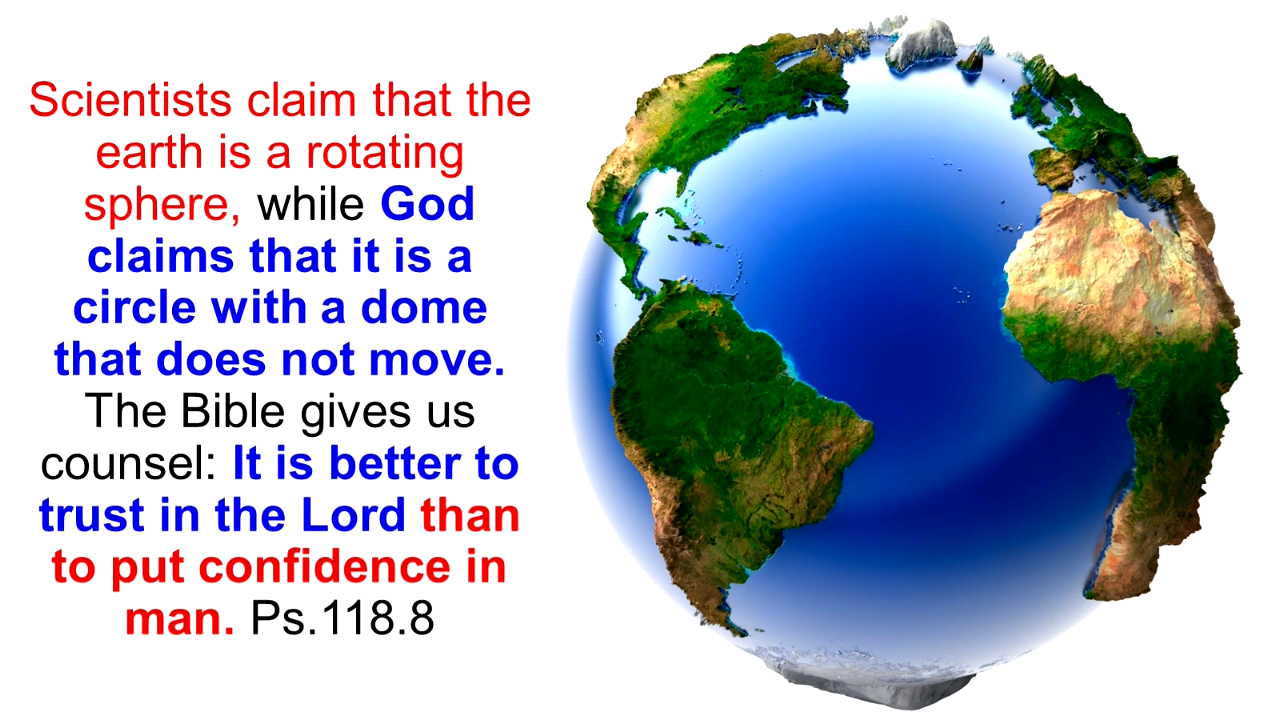 Scientists claim that the
earth is a rotating
sphere, while God
claims that it is a
circle with a dome
that does not move.
The Bible gives us
counsel: It is better to
trust in the Lord than
to put confidence in
man. Ps.118.8